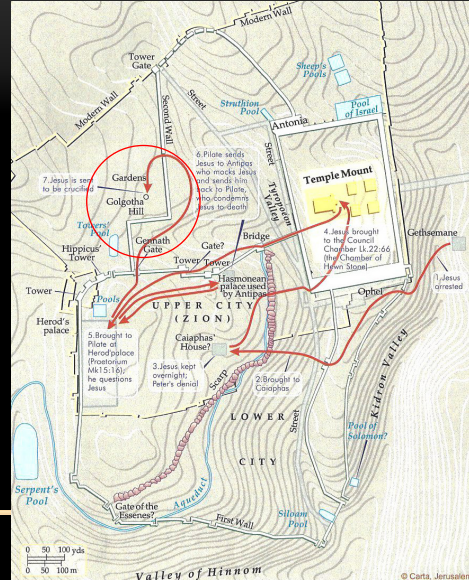 Modern Wall
Tower
Gate
Sheep's
Pools
Modern Wall
Second Wall
Street
Struthion
Pool
Pool
of Israel
Antonia
Street
6.Pilate sends
Jesus to Antipas
who mocks Jesus
and sends him
back to Pilate,
who condemns
Jesus to death
Tyropoean
Valley
Temple Mount
Gardens
7.Jesus is sent
to be crucified
Golgotha
Hill
Towers'
Pool
Hippicus'
Tower
Gennath
Gate
Gate?
Bridge
Tower Tower
4.Jesus brought
to the Council
Chamber Lk.22:66
(the Chamber of
Hewn Stone)
Gethsemane
1.Jesus
arrested
Tower
Pools
Hasmonean
palace used
by Antipas
Ophel
UPPER CITY
(ZION)
Herod's
palace
5.Brought to
Pilate at
Herod'palace
(Praetorium
Mk15:16);
he questions
Jesus
Caiaphas'
House?
3.Jesus kept
overnight;
Peter's denial
2.Brought to
Caiaphas
Scarp
Kidron Valley
LOWER
CITY
Street
Pool of
Solomon?
Serpent's
Pool
Aqueduct
Gate of the
Essenes?
First Wall
Siloam
Pool
0 50 100 yds
0 50 100 m
Valley of Hinnom
© Carta, Jerusalem